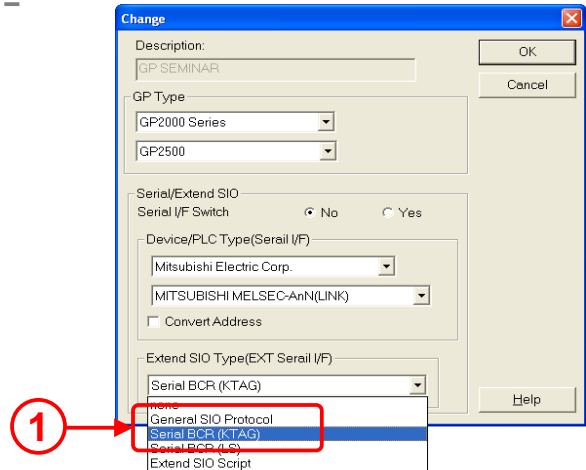 Change
Description:
OK
GP SEMINAR
Cancel
GP Type
GP2000 Series
GP2500
Serial/Extend SIO
Serial I/F Switch No Yes
Device/PLC Type(Serail I/F)
Mitsubishi Electric Corp.
MITSUBISHI MELSEC-AnN(LINK)
Convert Address
Extend SIO Type(EXT Serail I/F)
Serial BCR (KTAG)
Help
none
General SIO Protocol
1
Serial BCR (KTAG)
Serial BCR (LS)
Extend SIO Script